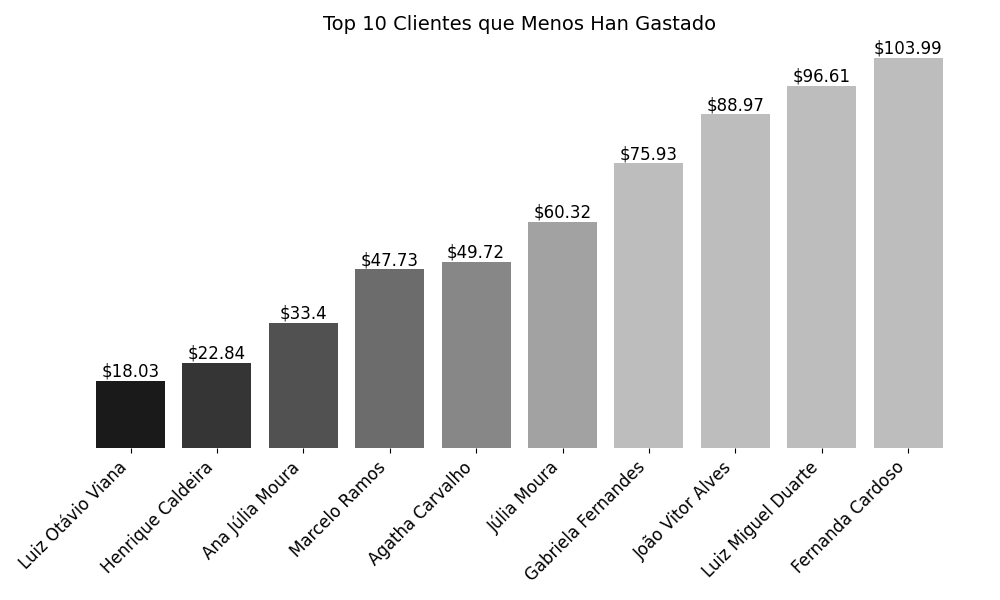 Top 10 Clientes que Menos Han Gastado
$103.99
$96.61
$88.97
$75.93
$60.32
$49.72
$47.73
$33.4
$22.84
$18.03
Luiz Otávio Viana
Henrique Caldeira
Ana Júlia Moura
Marcelo Ramos
Agatha Carvalho
Júlia Moura
Gabriela Fernandes
João Vitor Alves
Luiz Miguel Duarte
Fernanda Cardoso